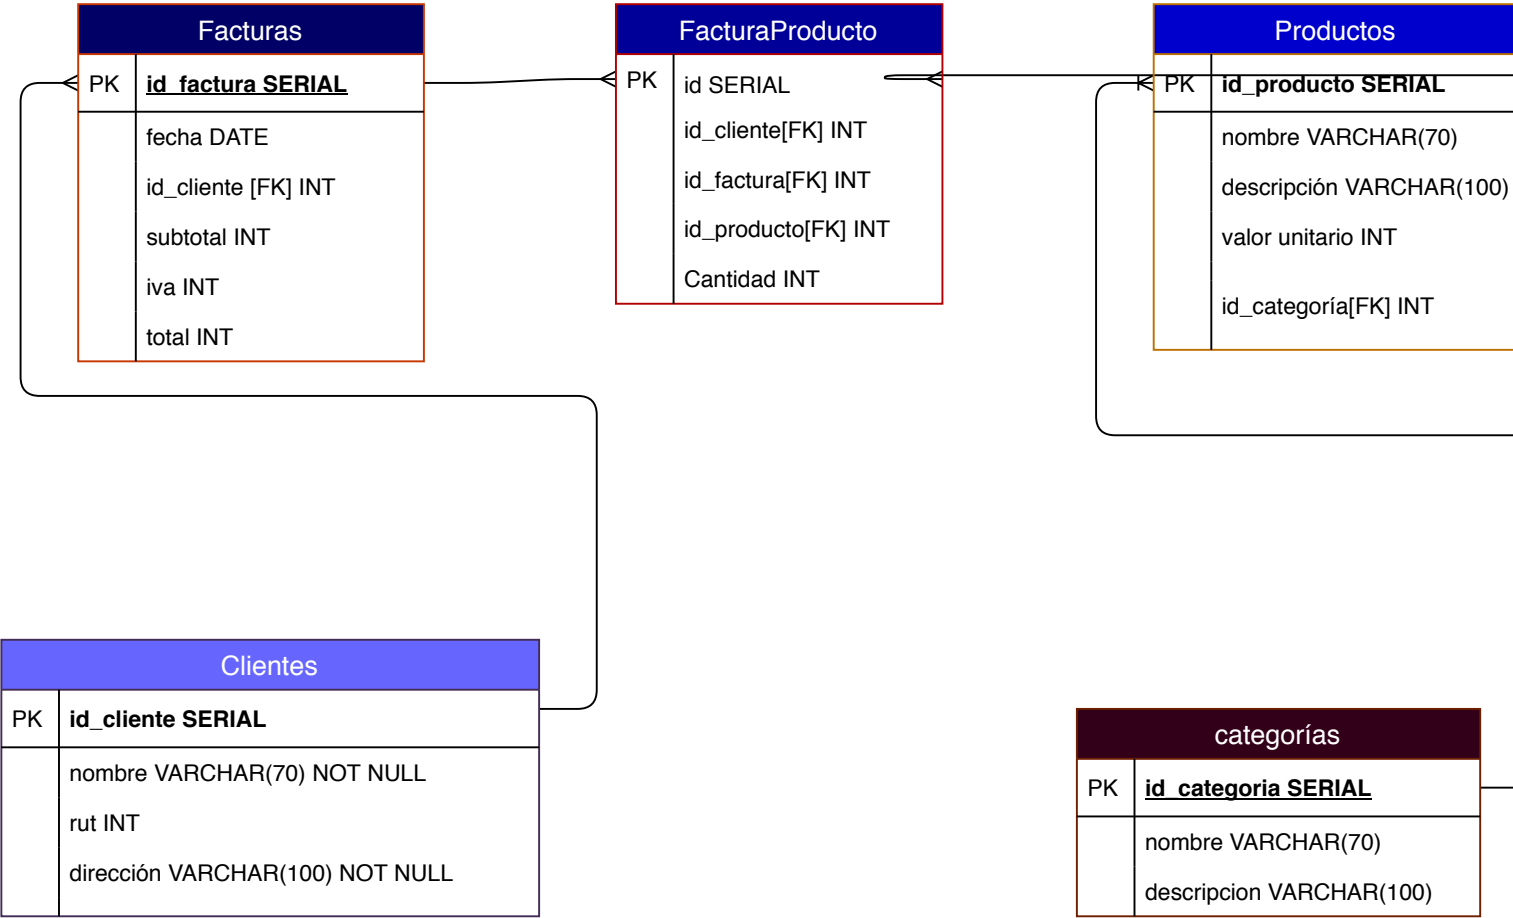 Facturas
PK id_factura SERIAL
fecha DATE
id_cliente [FK] INT
subtotal INT
iva INT
total INT
FacturaProducto
PK id SERIAL
id_cliente[FK] INT
id_factura[FK] INT
id_producto[FK] INT
Cantidad INT
Productos
PK id_producto SERIAL
nombre VARCHAR(70)
descripción VARCHAR(100)
valor unitario INT
id_categoría[FK] INT
Clientes
PK id_cliente SERIAL
nombre VARCHAR(70) NOT NULL
rut INT
dirección VARCHAR(100) NOT NULL
categorías
PK id_categoria SERIAL
nombre VARCHAR(70)
descripcion VARCHAR(100)